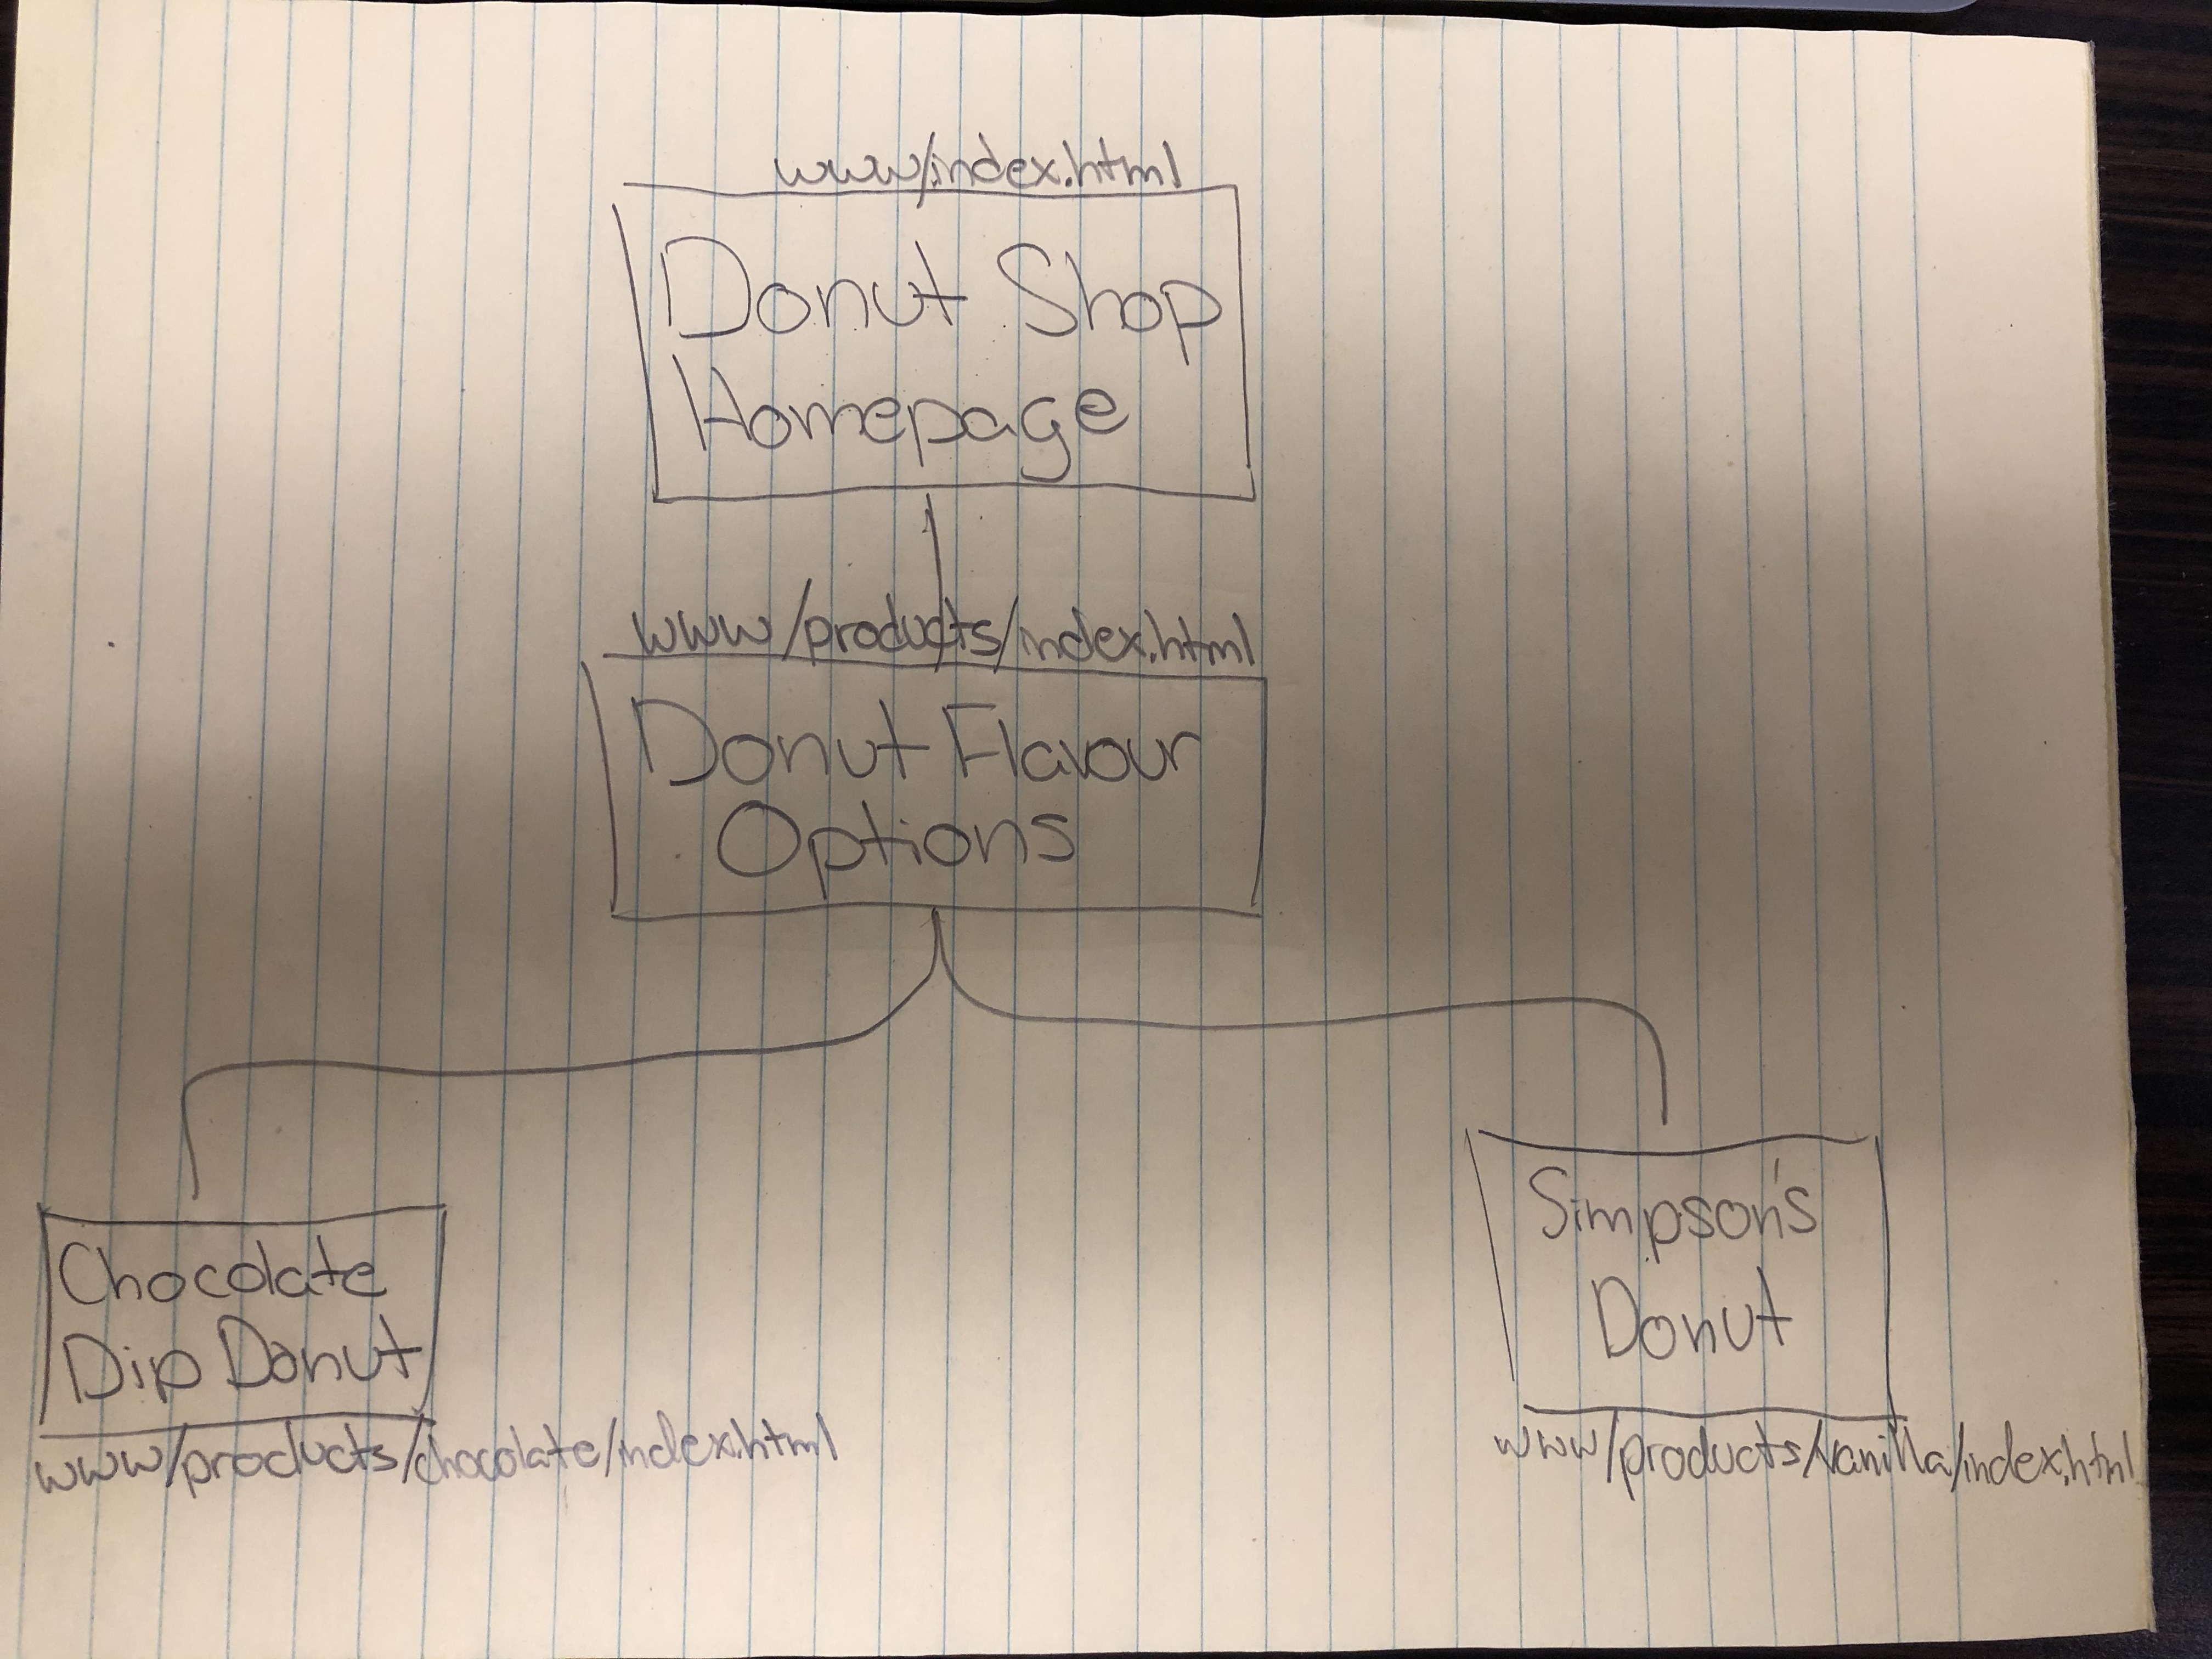 www/index.html
Donut Shop
Homepage
www/products/index.html
Donut Flavour
Options
Chocolate
Dip Donut
www/products/chocolate/index.html
Simpson's
Donut
www/products/vanilla/index.html